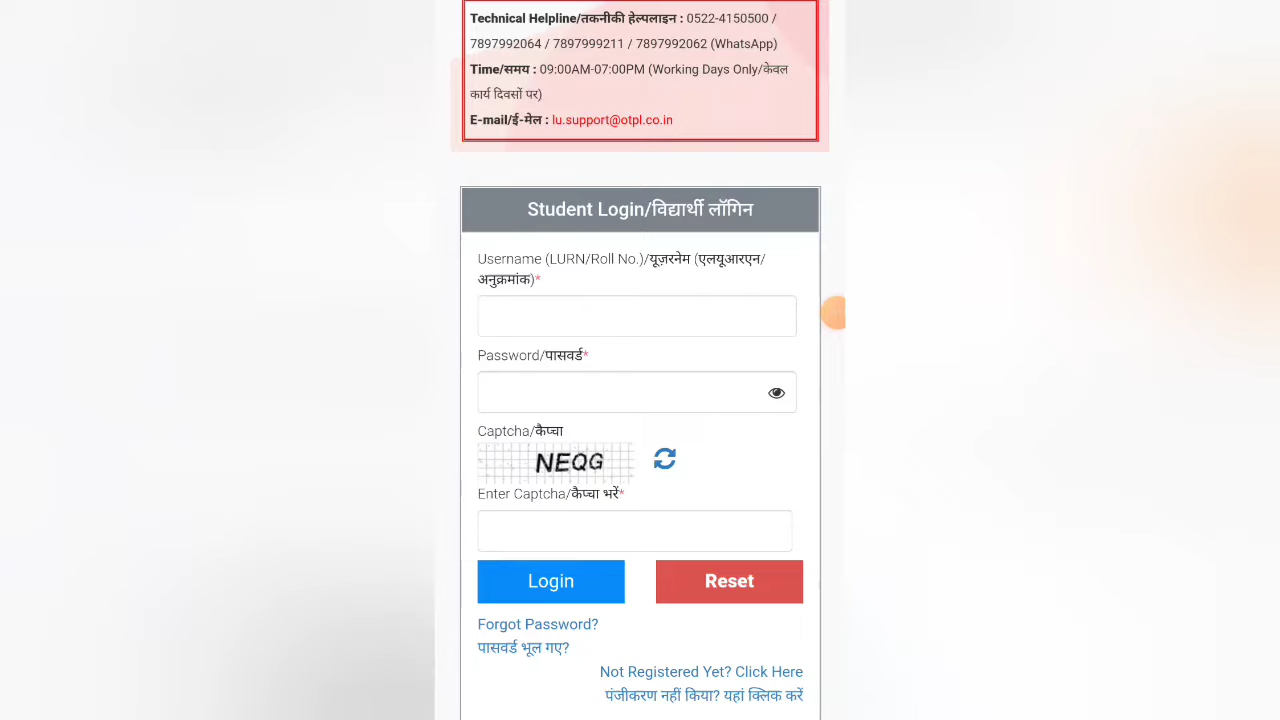 Technical Helpline/तकनीकी हेल्पलाइन : 0522-4150500 /
7897992064 / 7897999211 / 7897992062 (WhatsApp)
Time/समय : 09:00AM-07:00PM (Working Days Only/केवल
कार्य दिवसों पर)
E-mail/ई-मेल : lu.support@otpl.co.in
Student Login/विद्यार्थी लॉगिन
Username (LURN/Roll No.)/यूज़रनेम (एलयूआरएन/
अनुक्रमांक)*
Password/पासवर्ड*
Captcha/कैप्चा
NEQG
Enter Captcha/कैप्चा भरें*
Login
Reset
Forgot Password?
पासवर्ड भूल गए?
Not Registered Yet? Click Here
पंजीकरण नहीं किया? यहां क्लिक करें